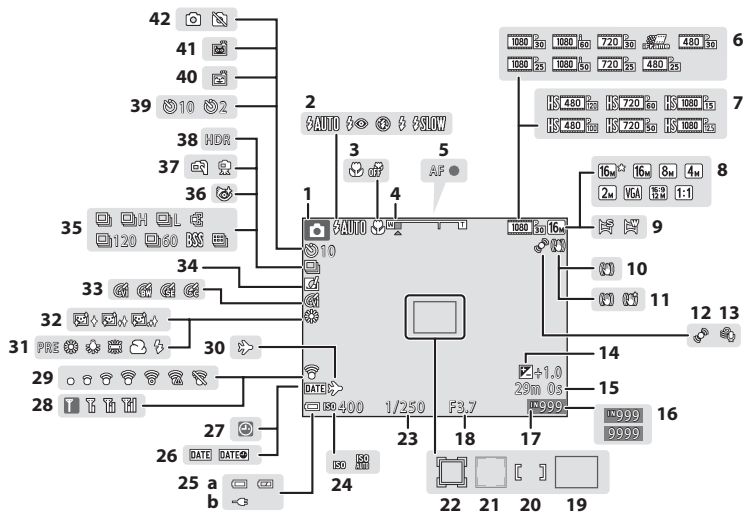 42
41
40
39 10 2
38 HDR
37
36
35 H L
120 60 BSS
34
33
32
31 PRE
30
29
28
27
26 DATE DATE
25 a
b
2
AUTO SLOW
3 OFF
4
5
AF
6
1080 P 30 1080 i 60 720 P 30 480 P 30
1080 P 25 1080 i 50 720 P 25 480 P 25
7
HS 480 P 120 HS 720 P 60 HS 1080 P 15
HS 480 P 100 HS 720 P 50 HS 1080 P
8
16M 16M 8M 4M
2M VGA 16:9 12M 1:1
9
10
11
12 13
14
15
16
IN 999
9999
1
AUTO W T 1080 P 30 16M
10
+1.0
DATE 29m 0s
ISO 400 1/250 F3.7 IN 999
23 18 17
ISO ISO AUTO
24
22 21 20 19